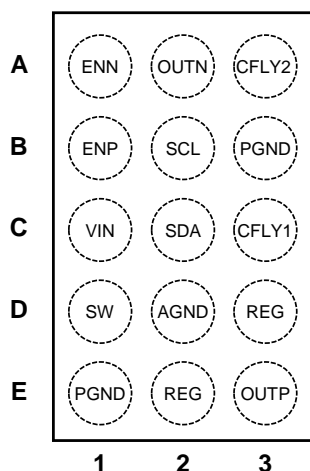 A ENN OUTN CFLY2
B ENP SCL PGND
C VIN SDA CFLY1
D SW AGND REG
E PGND REG OUTP
1 2 3